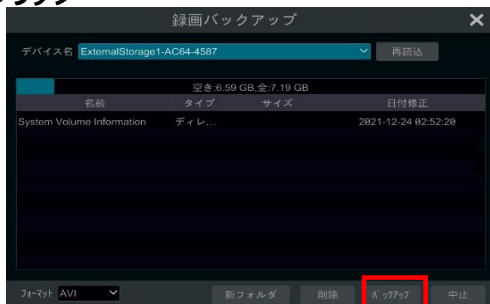 録画バックアップ ×
デバイス名 ExternalStorage1-AC64-4587 再読込
空き:6.59 GB,全:7.19 GB
名前 タイプ サイズ 日付修正
System Volume Information ディレ... 2021-12-24 02:52:20
フォーマット AVI 新フォルダ 削除 バックアップ 中止